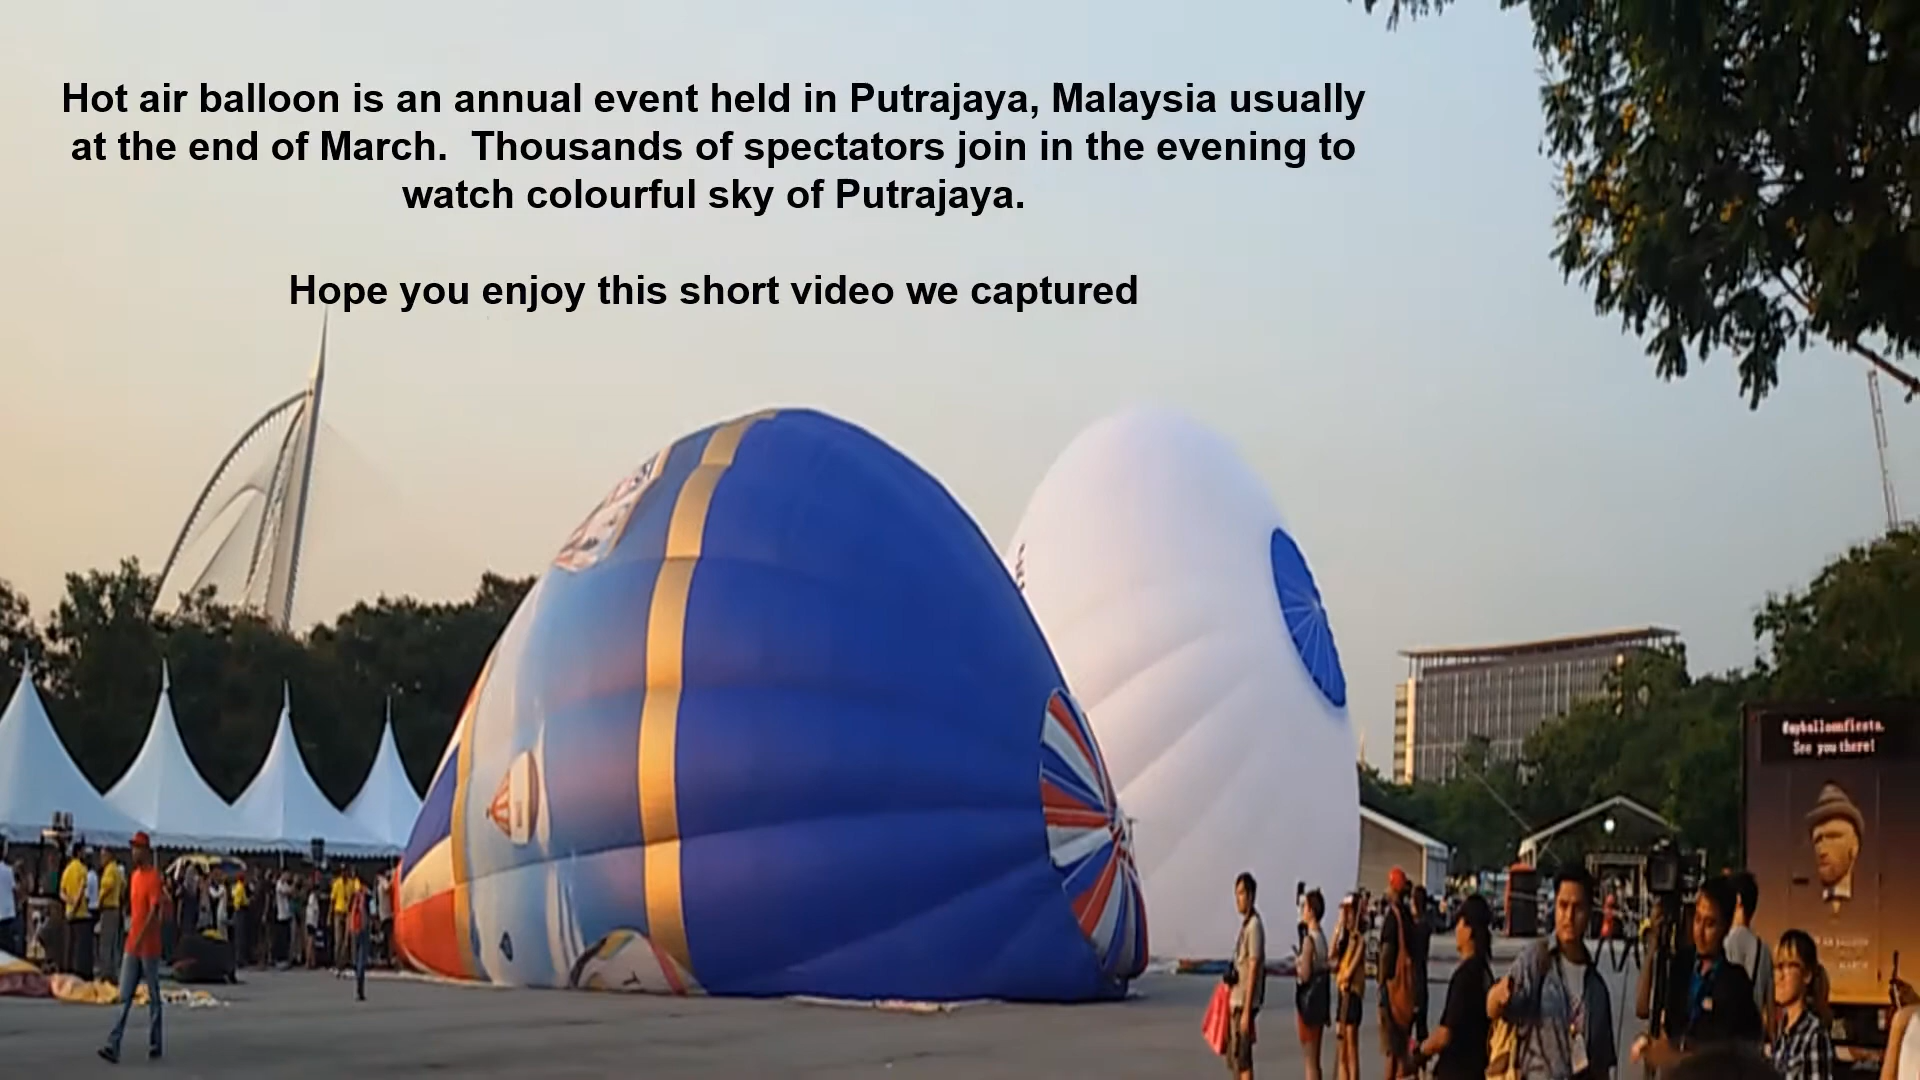 Hot air balloon is an annual event held in Putrajaya, Malaysia usually
at the end of March.  Thousands of spectators join in the evening to
watch colourful sky of Putrajaya.
Hope you enjoy this short video we captured
#myballoonfiesta.
See you there!